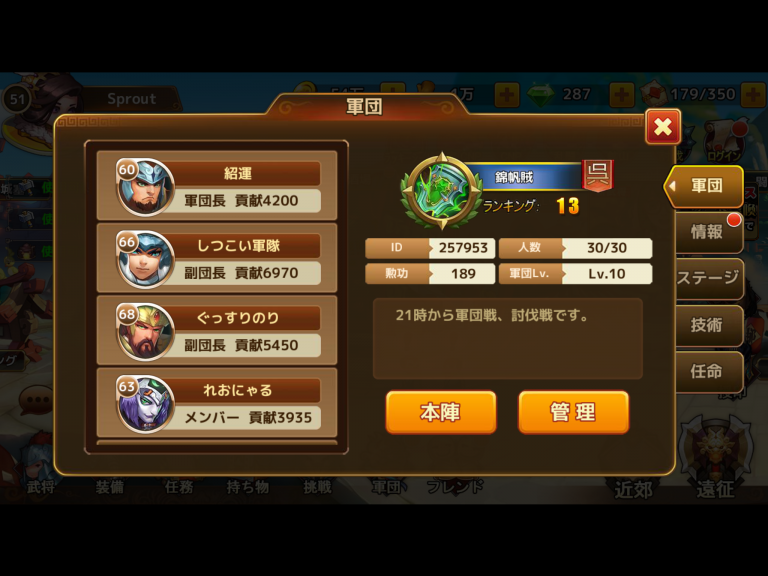 51
Sprout
1万
287
179/350
軍団
60
紹運
軍団長 貢献4200
66
しつこい軍隊
副団長 貢献6970
68
ぐっすりのり
副団長 貢献5450
63
れおにゃる
メンバー 貢献3935
錦帆賊
呉
ランキング: 13
ID 257953 人数 30/30
勲功 189 軍団Lv. Lv.10
21時から軍団戦、討伐戦です。
本陣 管理
ログイン
軍団
情報
ステージ
技術
任命
武将 装備 任務 持ち物 挑戦 軍団 フレンド 近郊 遠征